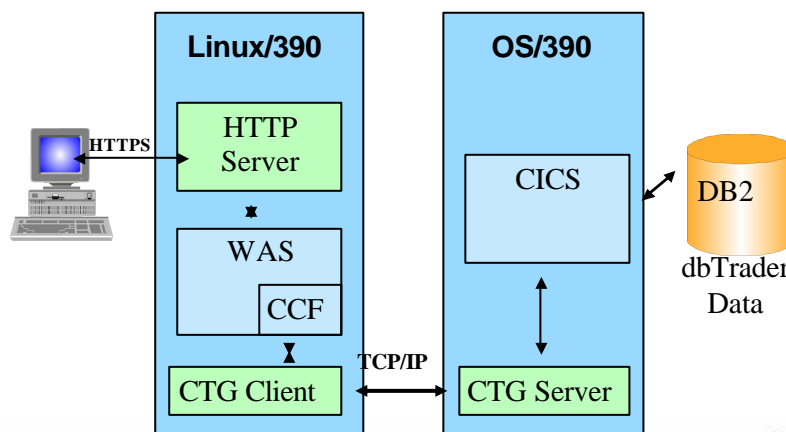 Linux/390
OS/390
HTTPS
HTTP
Server
WAS
CCF
CTG Client
TCP/IP
CICS
CTG Server
DB2
dbTrader
Data